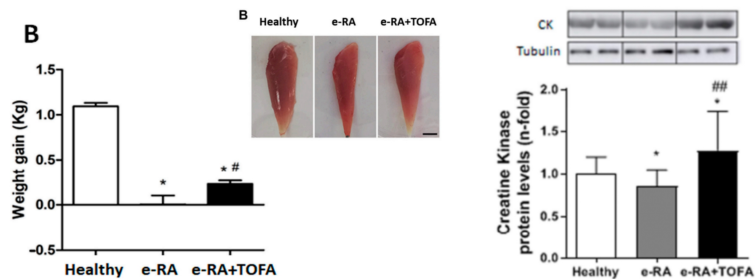 B
Weight gain (Kg)
1.5
1.0
0.5
0.0
−0.5
*
* #
Healthy e-RA e-RA+TOFA
B
Healthy e-RA e-RA+TOFA
CK
Tubulin
Creatine Kinase
protein levels (n-fold)
2.0
1.5
1.0
0.5
0.0
*
##
*
Healthy e-RA e-RA+TOFA